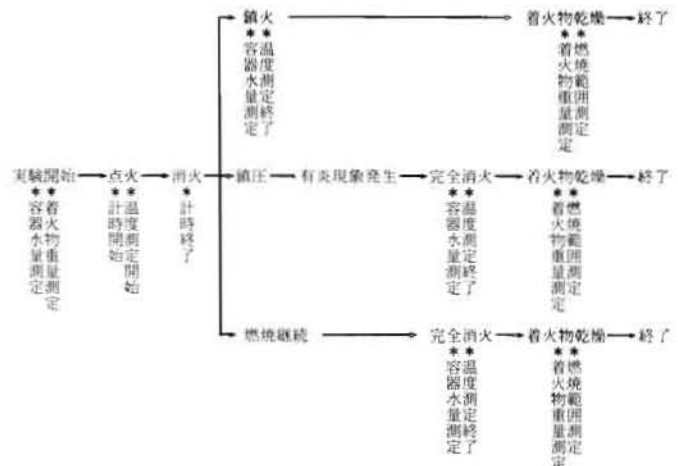 鎮火 → 着火物乾燥 → 終了
*温度測定終了
*容器水量測定
*燃焼範囲測定
*着火物重量測定
実験開始 → 点火 → 消火 → 鎮圧 → 有炎現象発生 → 完全消火 → 着火物乾燥 → 終了
*着火物重量測定
*容器水量測定
*温度測定開始
*計時開始
*計時終了
*温度測定終了
*容器水量測定
*燃焼範囲測定
*着火物重量測定
燃焼継続 → 完全消火 → 着火物乾燥 → 終了
*温度測定終了
*容器水量測定
*燃焼範囲測定
*着火物重量測定